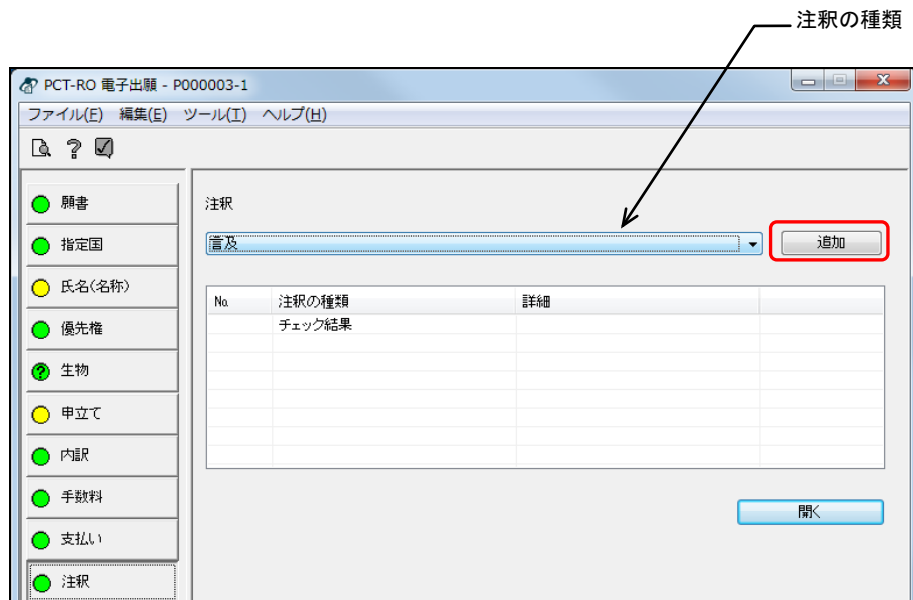 注釈の種類
PCT-RO 電子出願 - P000003-1
ファイル(F) 編集(E) ツール(T) ヘルプ(H)
願書
指定国
氏名(名称)
優先権
生物
申立て
内訳
手数料
支払い
注釈
注釈
言及
追加
No. 注釈の種類 詳細
チェック結果
開く